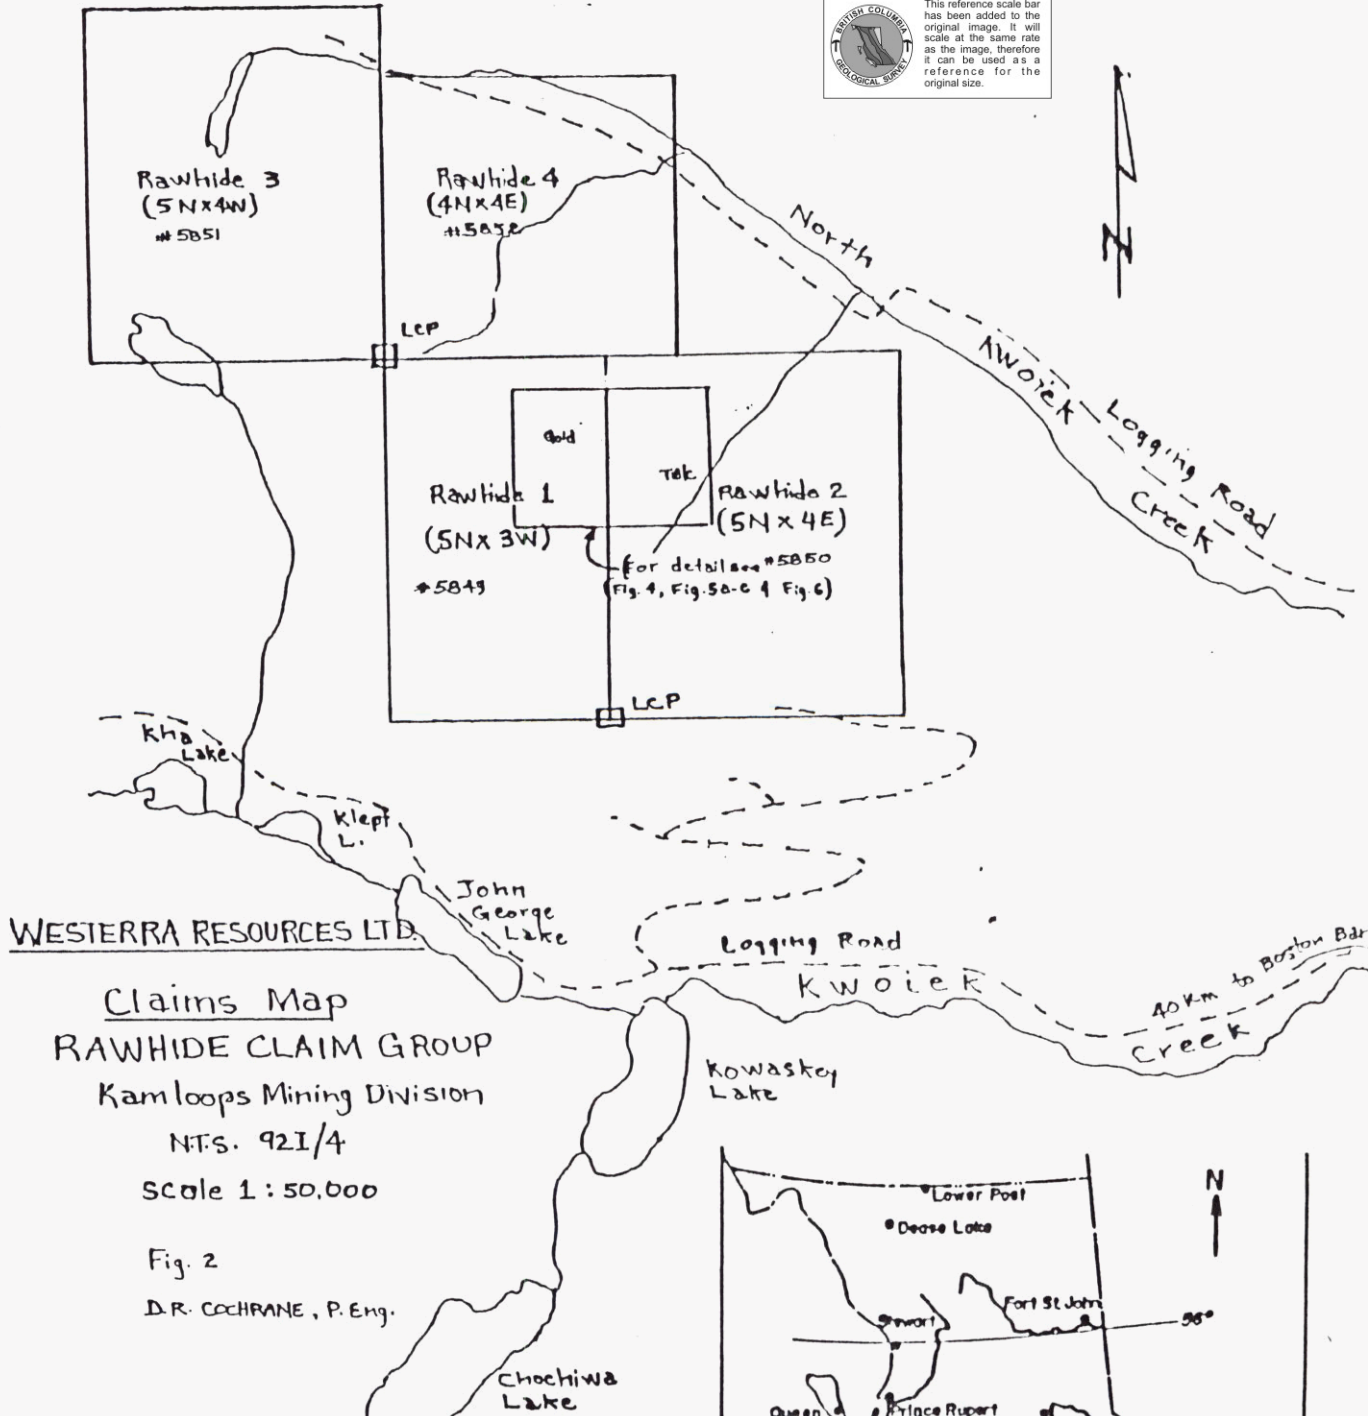 BRITISH COLUMBIA
GEOLOGICAL SURVEY
This reference scale bar
has been added to the
original image. It will
scale at the same rate
as the image, therefore
it can be used as a
reference for the
original size.
Rawhide 3
(5N x 4W)
#5851
Rawhide 4
(4N x 4E)
N
North
Kwoiek
Creek
Logging Road
LCP
Gold
Talc
Rawhide 1
(5N x 3W)
#5849
Rawhide 2
(5N x 4E)
For detail see #5850
(Fig. 4, Fig. 5a-c & Fig. 6)
LCP
Kha
Lake
Klept
L.
John
George
Lake
Logging Road
Kwoiek
Creek
40 Km to Boston Bar
Kowaskey
Lake
Chochiwa
Lake
WESTERRA RESOURCES LTD.
Claims Map
RAWHIDE CLAIM GROUP
Kamloops Mining Division
N.T.S. 92I/4
Scale 1 : 50,000
Fig. 2
D.R. COCHRANE, P. Eng.
N
Lower Post
Dease Lake
Fort St John
Stewart
56°
Queen
Prince Rupert